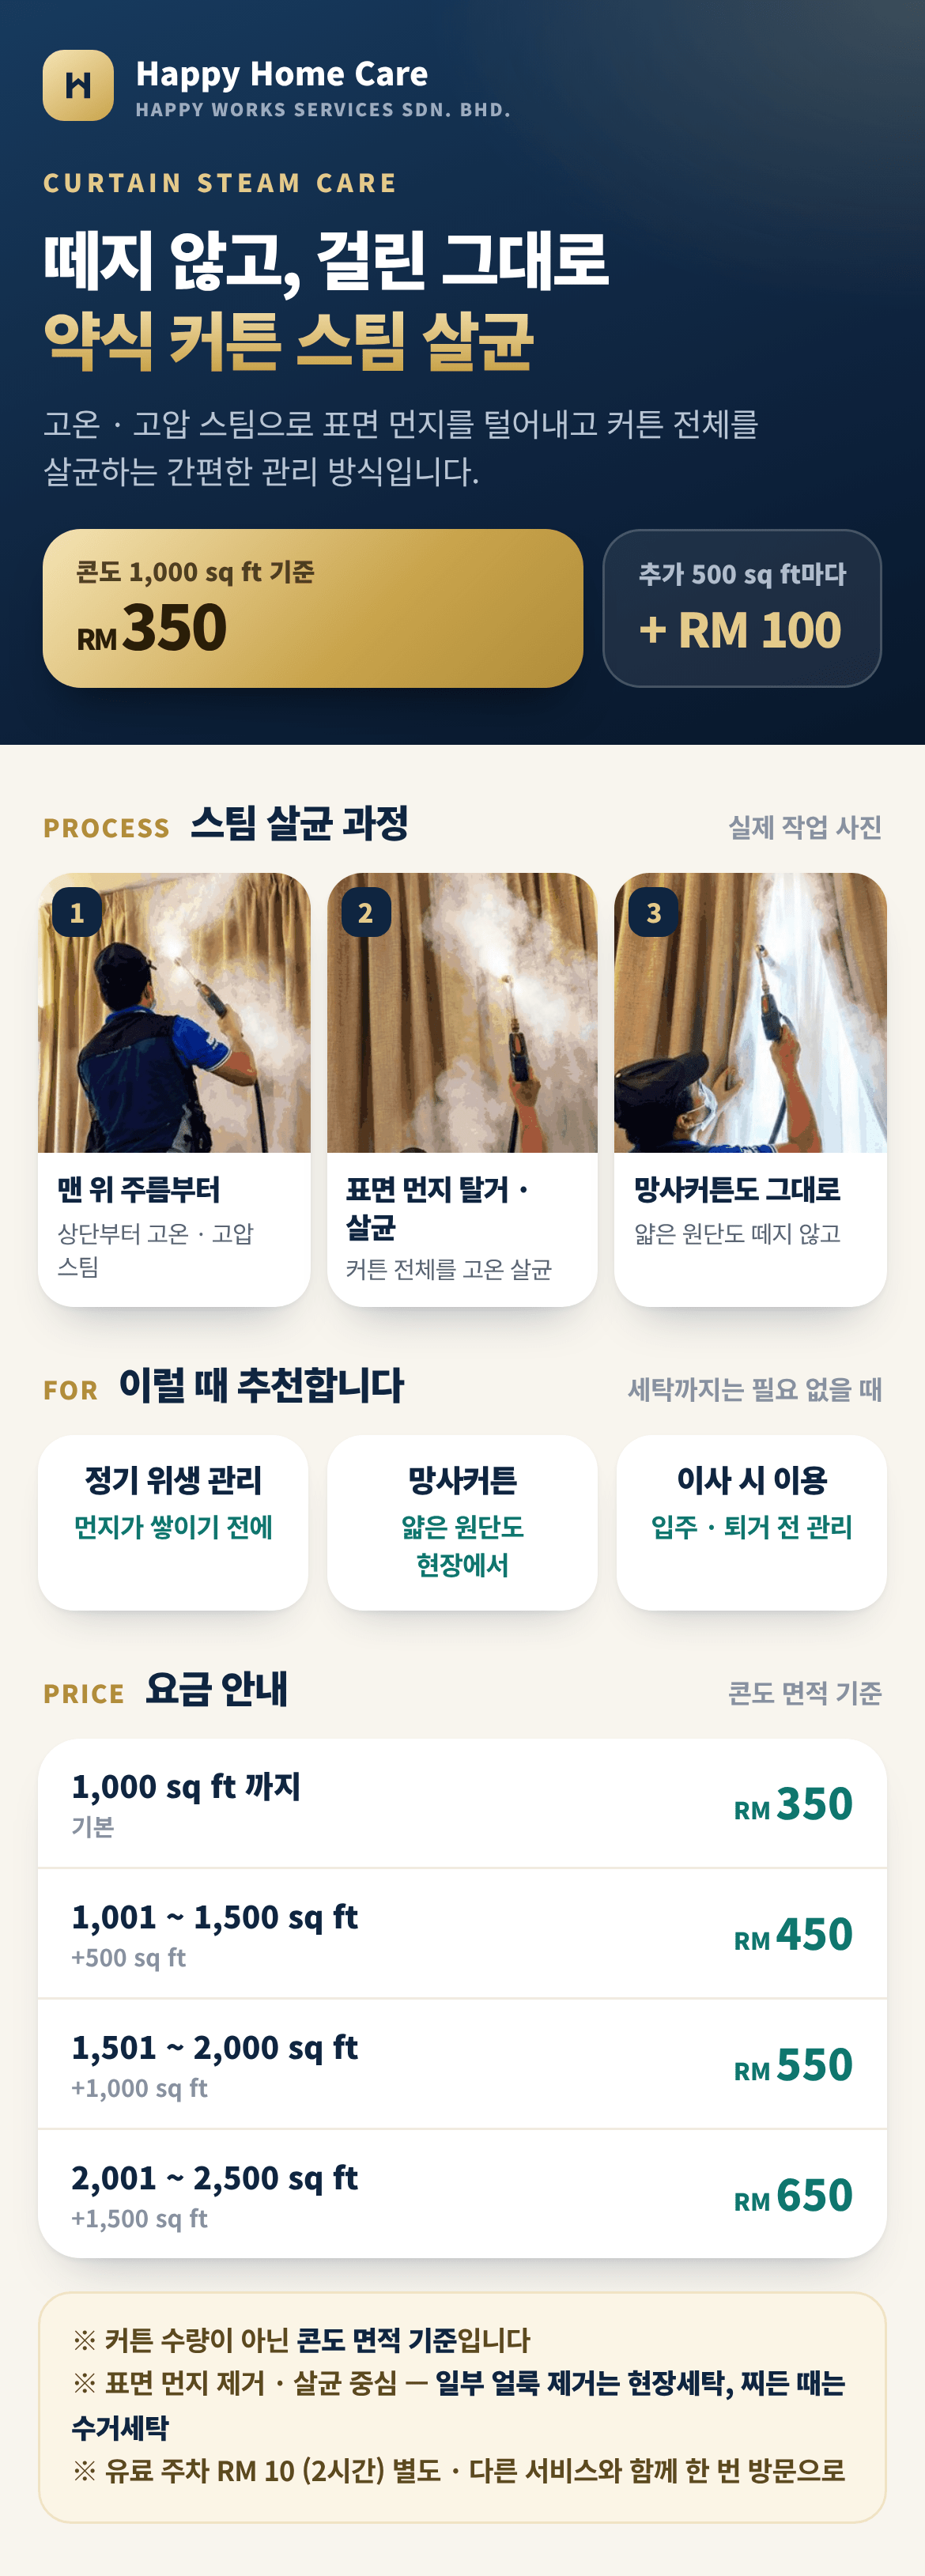 Happy Home Care
HAPPY WORKS SERVICES SDN. BHD.
CURTAIN STEAM CARE
떼지 않고, 걸린 그대로
약식 커튼 스팀 살균
고온 · 고압 스팀으로 표면 먼지를 털어내고 커튼 전체를
살균하는 간편한 관리 방식입니다.
콘도 1,000 sq ft 기준
RM 350
추가 500 sq ft마다
+ RM 100
PROCESS 스팀 살균 과정
실제 작업 사진
1
2
3
맨 위 주름부터
상단부터 고온 · 고압
스팀
표면 먼지 탈거 ·
살균
커튼 전체를 고온 살균
망사커튼도 그대로
얇은 원단도 떼지 않고
FOR 이럴 때 추천합니다
세탁까지는 필요 없을 때
정기 위생 관리
먼지가 쌓이기 전에
망사커튼
얇은 원단도
현장에서
이사 시 이용
입주 · 퇴거 전 관리
PRICE 요금 안내
콘도 면적 기준
1,000 sq ft 까지
기본
RM 350
1,001 ~ 1,500 sq ft
+500 sq ft
RM 450
1,501 ~ 2,000 sq ft
+1,000 sq ft
RM 550
2,001 ~ 2,500 sq ft
+1,500 sq ft
RM 650
※ 커튼 수량이 아닌 콘도 면적 기준입니다
※ 표면 먼지 제거 · 살균 중심 — 일부 얼룩 제거는 현장세탁, 찌든 때는
수거세탁
※ 유료 주차 RM 10 (2시간) 별도 · 다른 서비스와 함께 한 번 방문으로